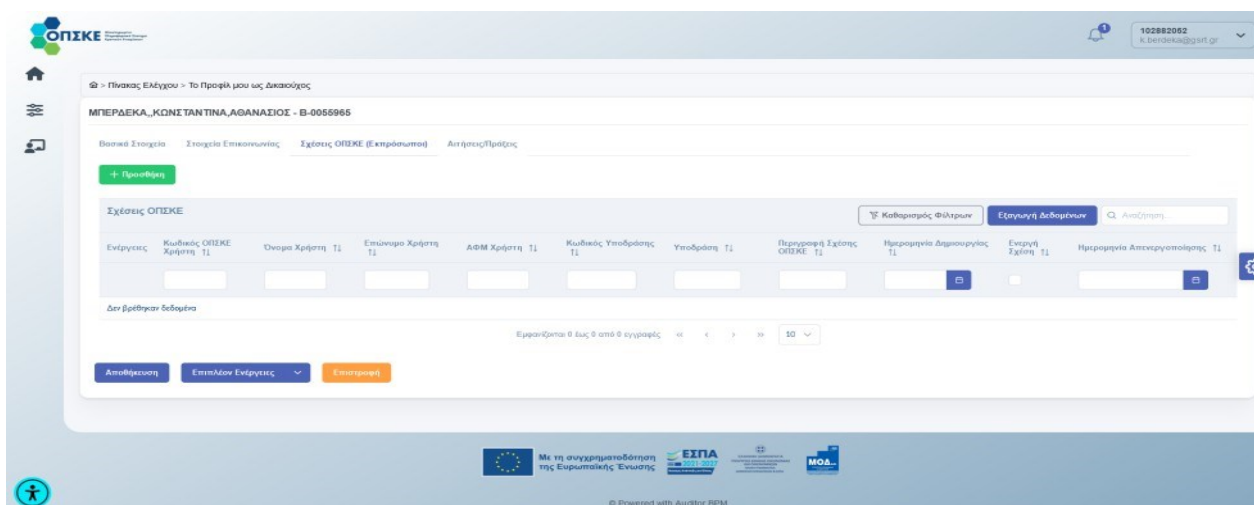 ΟΠΣΚΕ
1
102882052
k.berdeka@gsrt.gr
> Πίνακας Ελέγχου > Το Προφίλ μου ως Δικαιούχος
ΜΠΕΡΔΕΚΑ,,ΚΩΝΣΤΑΝΤΙΝΑ,ΑΘΑΝΑΣΙΟΣ - B-0055965
Βασικά Στοιχεία Στοιχεία Επικοινωνίας Σχέσεις ΟΠΣΚΕ (Εκπρόσωποι) Αιτήσεις/Πράξεις
+ Προσθήκη
Σχέσεις ΟΠΣΚΕ Καθαρισμός Φίλτρων Εξαγωγή Δεδομένων Αναζήτηση...
Ενέργειες Κωδικός ΟΠΣΚΕ Χρήστη Όνομα Χρήστη Επώνυμο Χρήστη ΑΦΜ Χρήστη Κωδικός Υποδράσης Υποδράση Περιγραφή Σχέσης ΟΠΣΚΕ Ημερομηνία Δημιουργίας Ενεργή Σχέση Ημερομηνία Απενεργοποίησης
Δεν βρέθηκαν δεδομένα
Εμφανίζονται 0 έως 0 από 0 εγγραφές « ‹ › » 10
Αποθήκευση Επιπλέον Ενέργειες Επιστροφή
Με τη συγχρηματοδότηση
της Ευρωπαϊκής Ένωσης
ΕΣΠΑ
2021-2027
ΜΟΔ
© Powered with Auditor BPM